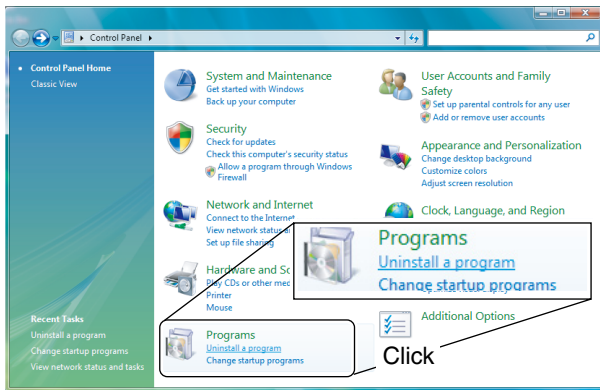 Control Panel
Control Panel Home
Classic View
System and Maintenance
Get started with Windows
Back up your computer
Security
Check for updates
Check this computer's security status
Allow a program through Windows
Firewall
Network and Internet
Connect to the Internet
View network status a
Set up file sharing
Hardware and So
Play CDs or other med
Printer
Mouse
Programs
Uninstall a program
Change startup programs
User Accounts and Family
Safety
Set up parental controls for any user
Add or remove user accounts
Appearance and Personalization
Change desktop background
Customize colors
Adjust screen resolution
Clock, Language, and Region
Programs
Uninstall a program
Change startup programs
Additional Options
Click
Recent Tasks
Uninstall a program
Change startup programs
View network status and tasks